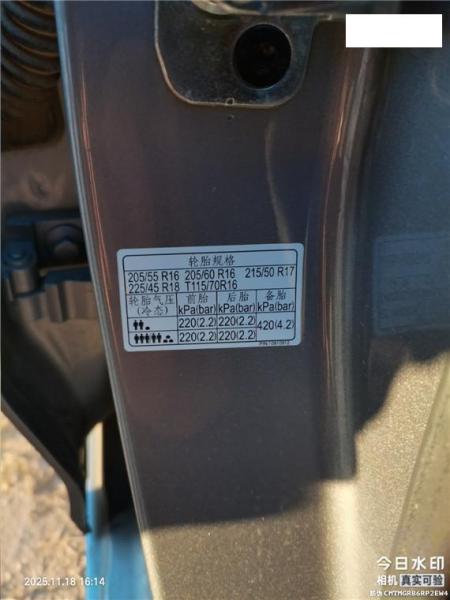 轮胎规格
205/55 R16 205/60 R16 215/50 R17
225/45 R18 T115/70R16
轮胎气压 前胎 后胎 备胎
(冷态) kPa(bar) kPa(bar) kPa(bar)
220(2.2) 220(2.2) 420(4.2)
220(2.2) 220(2.2)
今日水印
相机 真实可验
2025.11.18 16:14
防伪 CMTMGRB6RP2EW4